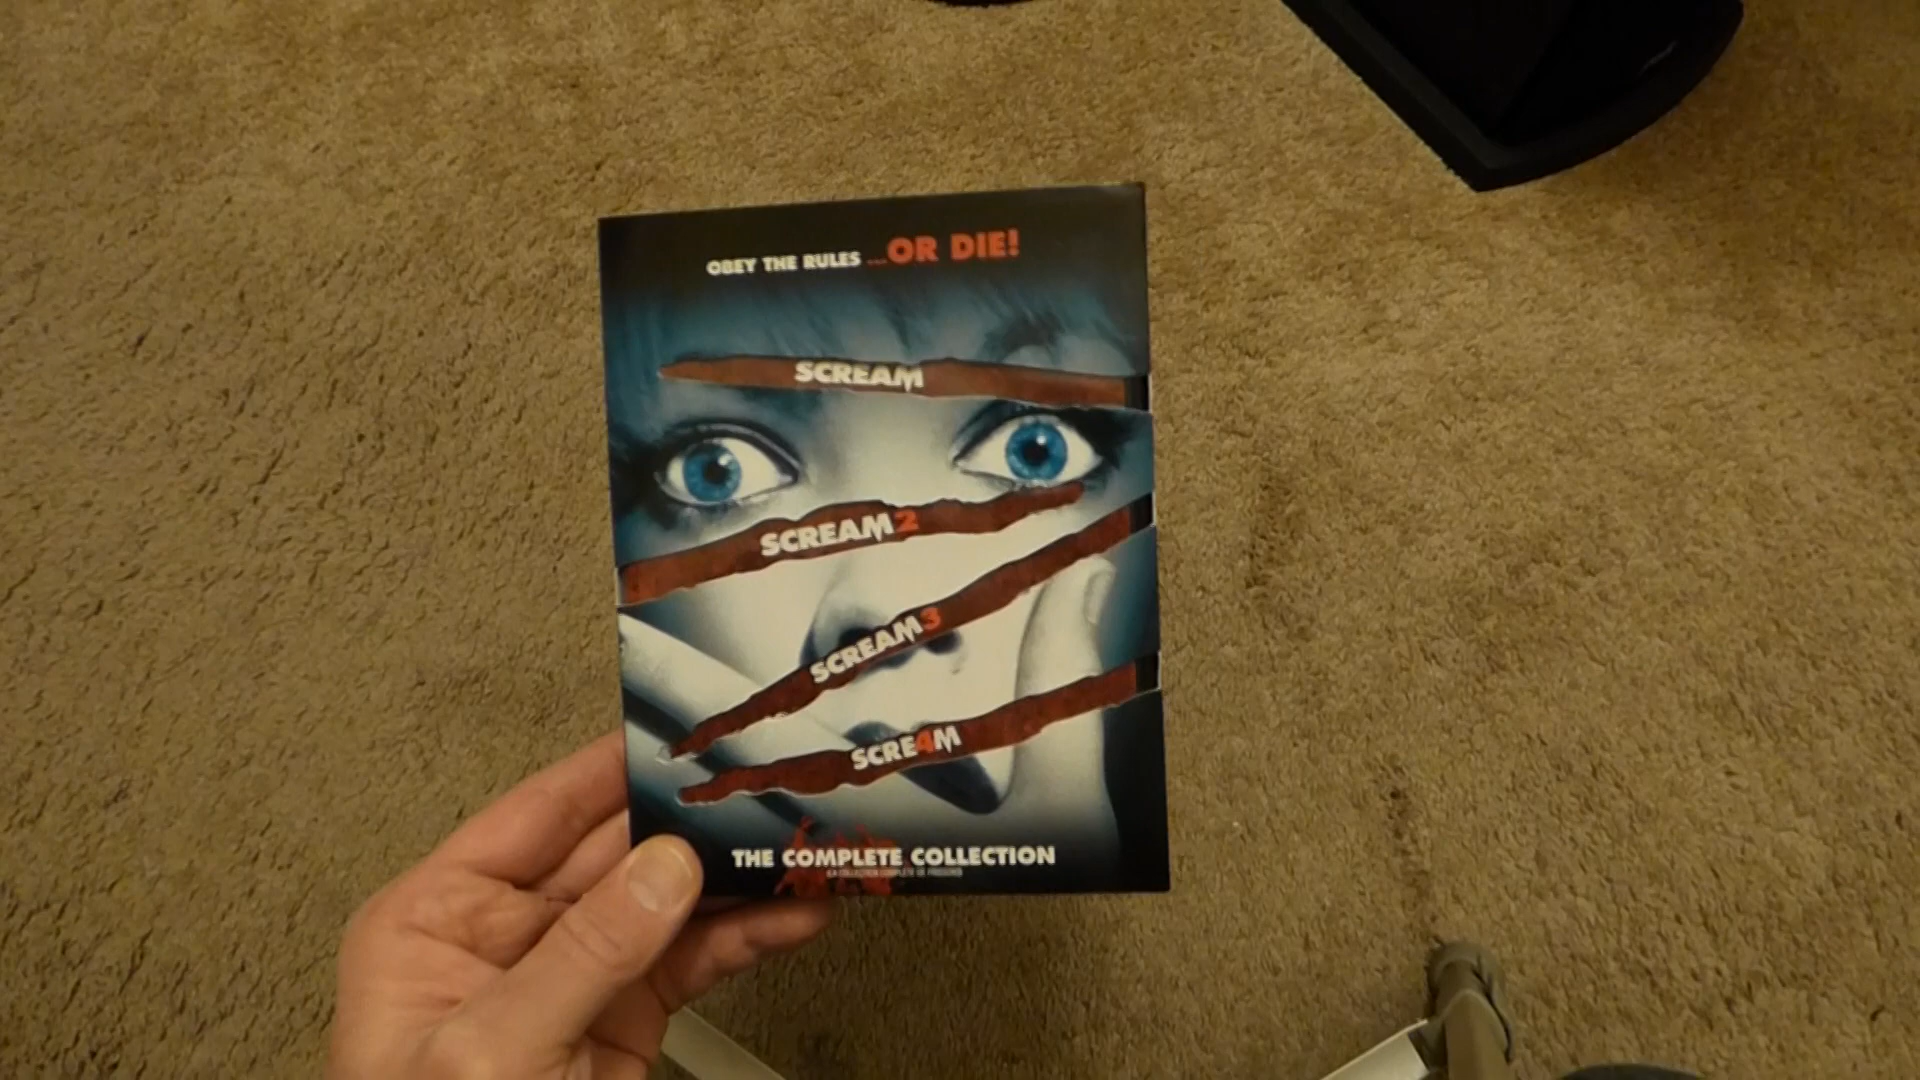 OBEY THE RULES ...OR DIE!
SCREAM
SCREAM 2
SCREAM 3
SCRE4M
THE COMPLETE COLLECTION